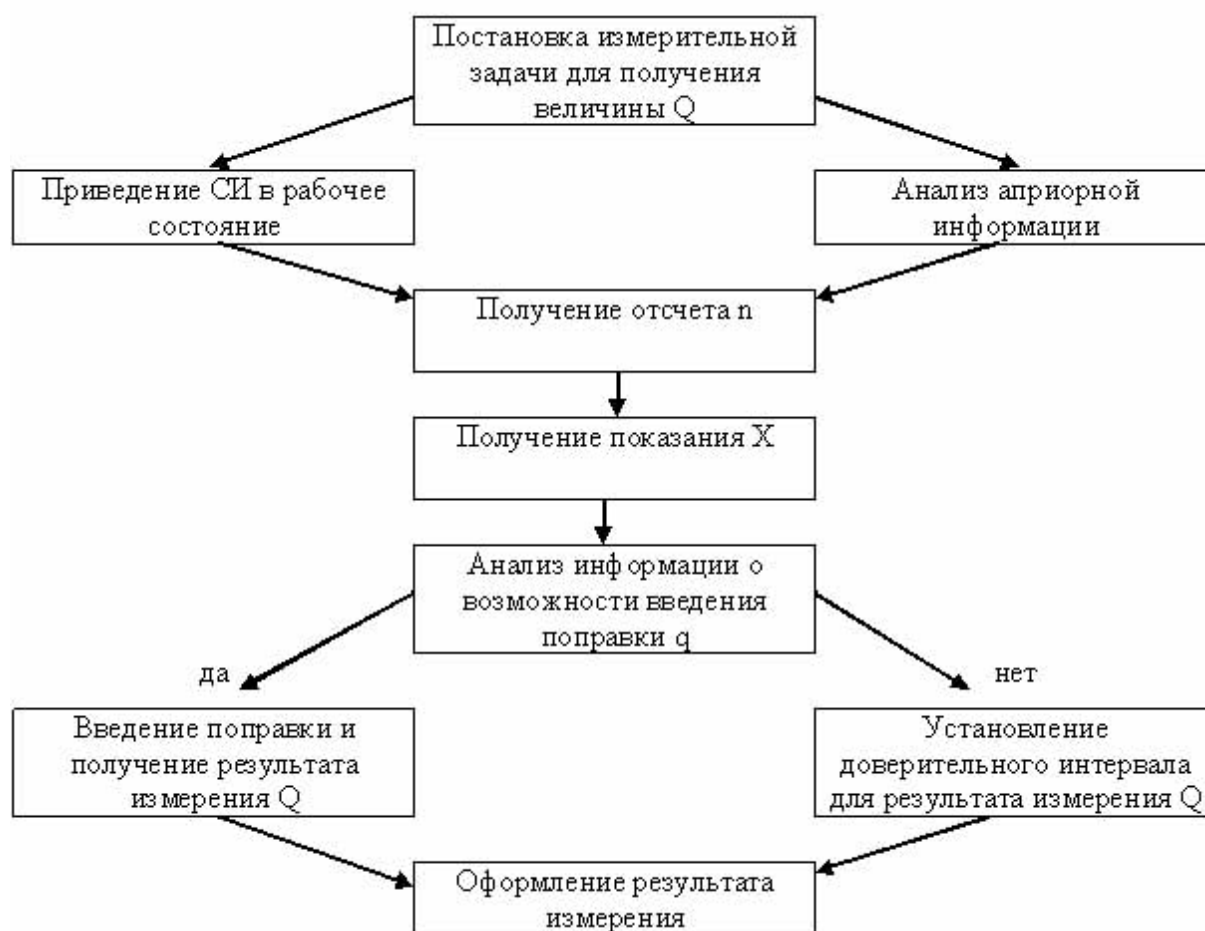 Постановка измерительной
задачи для получения
величины Q
Приведение СИ в рабочее
состояние
Анализ априорной
информации
Получение отсчета n
Получение показания X
Анализ информации о
возможности введения
поправки q
да
нет
Введение поправки и
получение результата
измерения Q
Установление
доверительного интервала
для результата измерения Q
Оформление результата
измерения